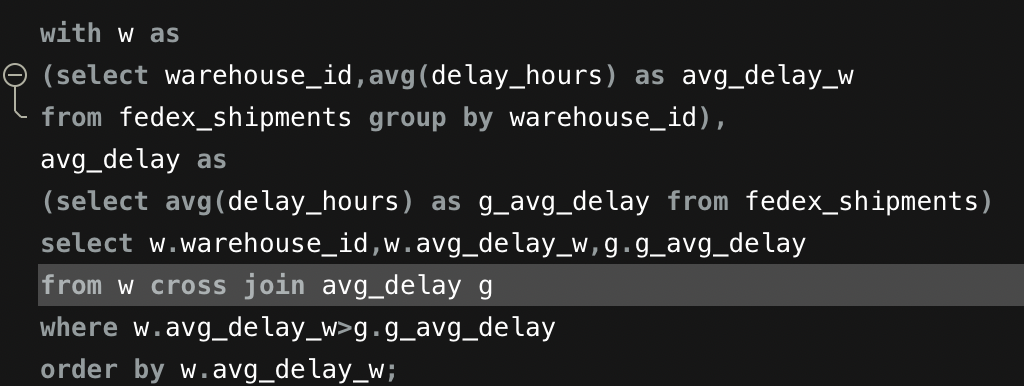 with w as
(select warehouse_id,avg(delay_hours) as avg_delay_w
from fedex_shipments group by warehouse_id),
avg_delay as
(select avg(delay_hours) as g_avg_delay from fedex_shipments)
select w.warehouse_id,w.avg_delay_w,g.g_avg_delay
from w cross join avg_delay g
where w.avg_delay_w>g.g_avg_delay
order by w.avg_delay_w;